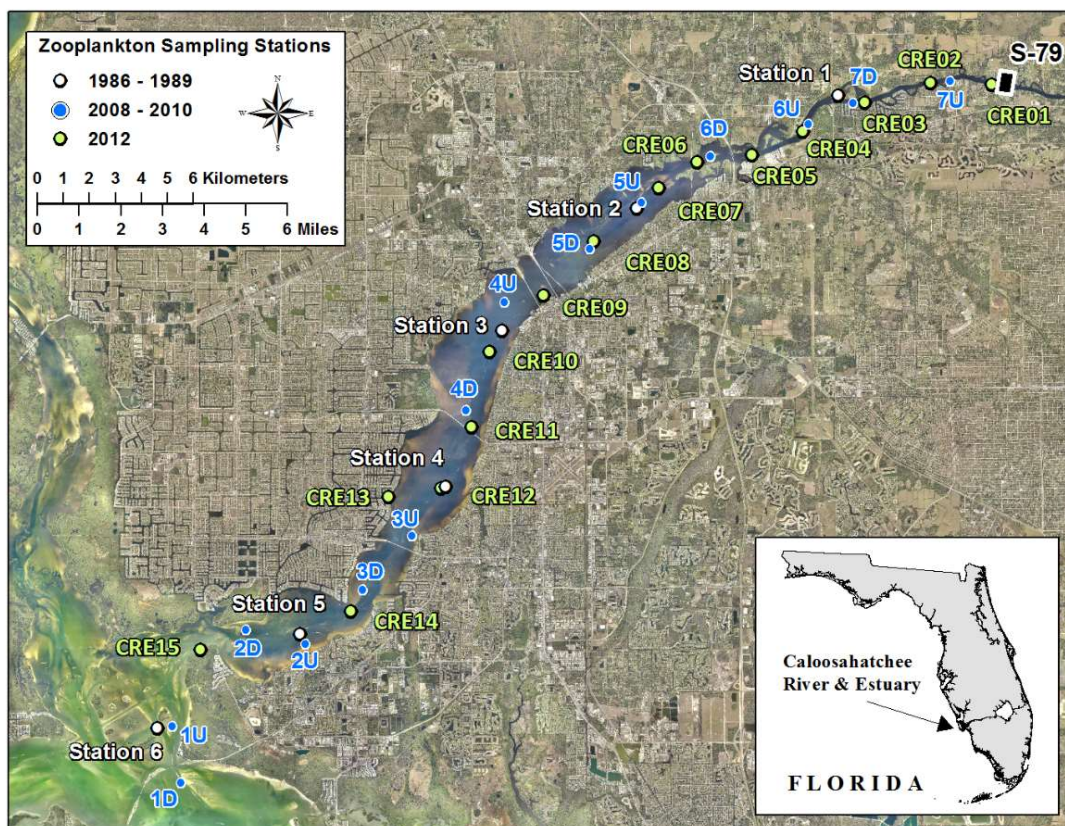 Zooplankton Sampling Stations
1986 - 1989
2008 - 2010
2012
N
W E
S
0 1 2 3 4 5 6 Kilometers
0 1 2 3 4 5 6 Miles
S-79
CRE02
Station 1
7D
7U
CRE01
6U
CRE03
6D
CRE04
CRE06
CRE05
5U
CRE07
Station 2
5D
CRE08
4U
CRE09
Station 3
CRE10
4D
CRE11
Station 4
CRE13
CRE12
3U
3D
Station 5
CRE14
CRE15
2D
2U
Station 6
1U
1D
Caloosahatchee
River & Estuary
FLORIDA